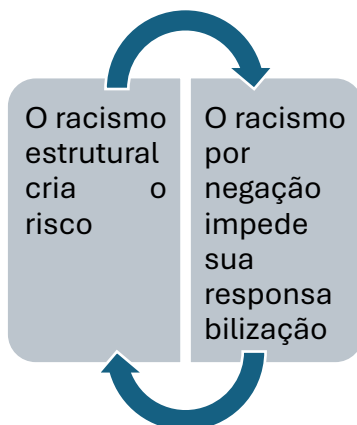 O racismo
estrutural
cria o
risco
O racismo
por
negação
impede
sua
responsa
bilização